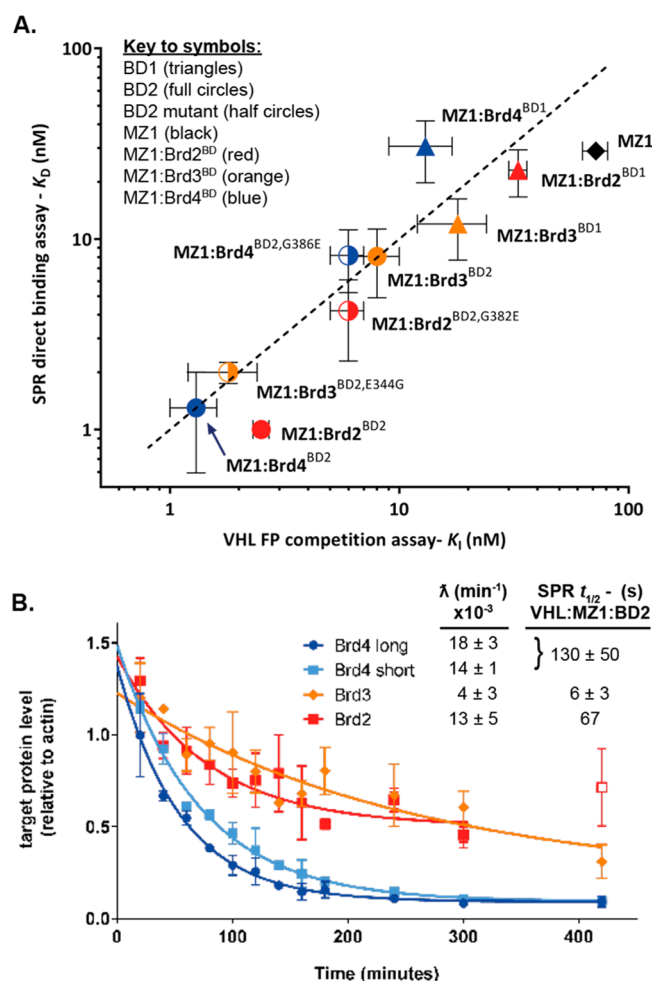 A.
Key to symbols:
BD1 (triangles)
BD2 (full circles)
BD2 mutant (half circles)
MZ1 (black)
MZ1:Brd2BD (red)
MZ1:Brd3BD (orange)
MZ1:Brd4BD (blue)
SPR direct binding assay - KD (nM)
100
10
1
MZ1:Brd4BD1
MZ1
MZ1:Brd2BD1
MZ1:Brd3BD1
MZ1:Brd4BD2,G386E
MZ1:Brd3BD2
MZ1:Brd2BD2,G382E
MZ1:Brd3BD2,E344G
MZ1:Brd2BD2
MZ1:Brd4BD2
1
10
100
VHL FP competition assay- KI (nM)
B.
ƛ (min-1) x10-3
SPR t1/2 - (s) VHL:MZ1:BD2
Brd4 long 18 ± 3
Brd4 short 14 ± 1
} 130 ± 50
Brd3 4 ± 3 6 ± 3
Brd2 13 ± 5 67
target protein level
(relative to actin)
1.5
1.0
0.5
0.0
0 100 200 300 400
Time (minutes)